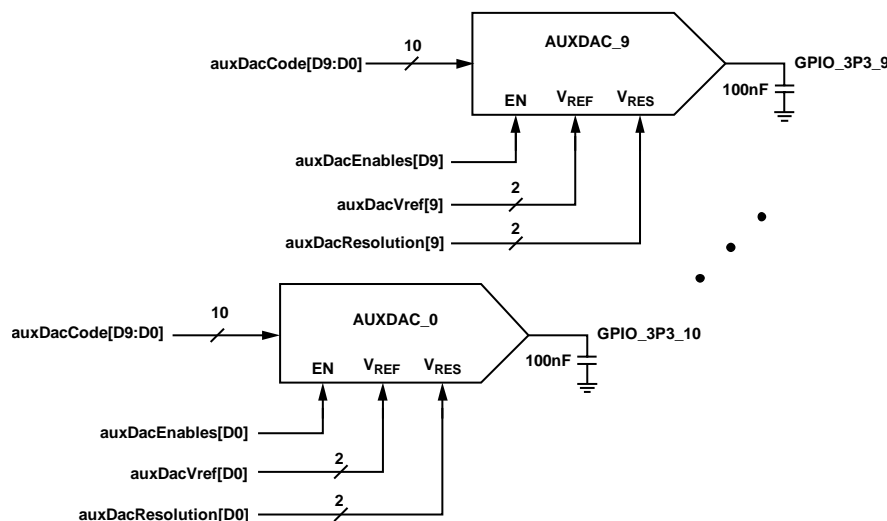 10
AUXDAC_9
auxDacCode[D9:D0]
GPIO_3P3_9
100nF
EN VREF VRES
auxDacEnables[D9]
2
auxDacVref[9]
2
auxDacResolution[9]
10
AUXDAC_0
auxDacCode[D9:D0]
GPIO_3P3_10
100nF
EN VREF VRES
auxDacEnables[D0]
2
auxDacVref[D0]
2
auxDacResolution[D0]